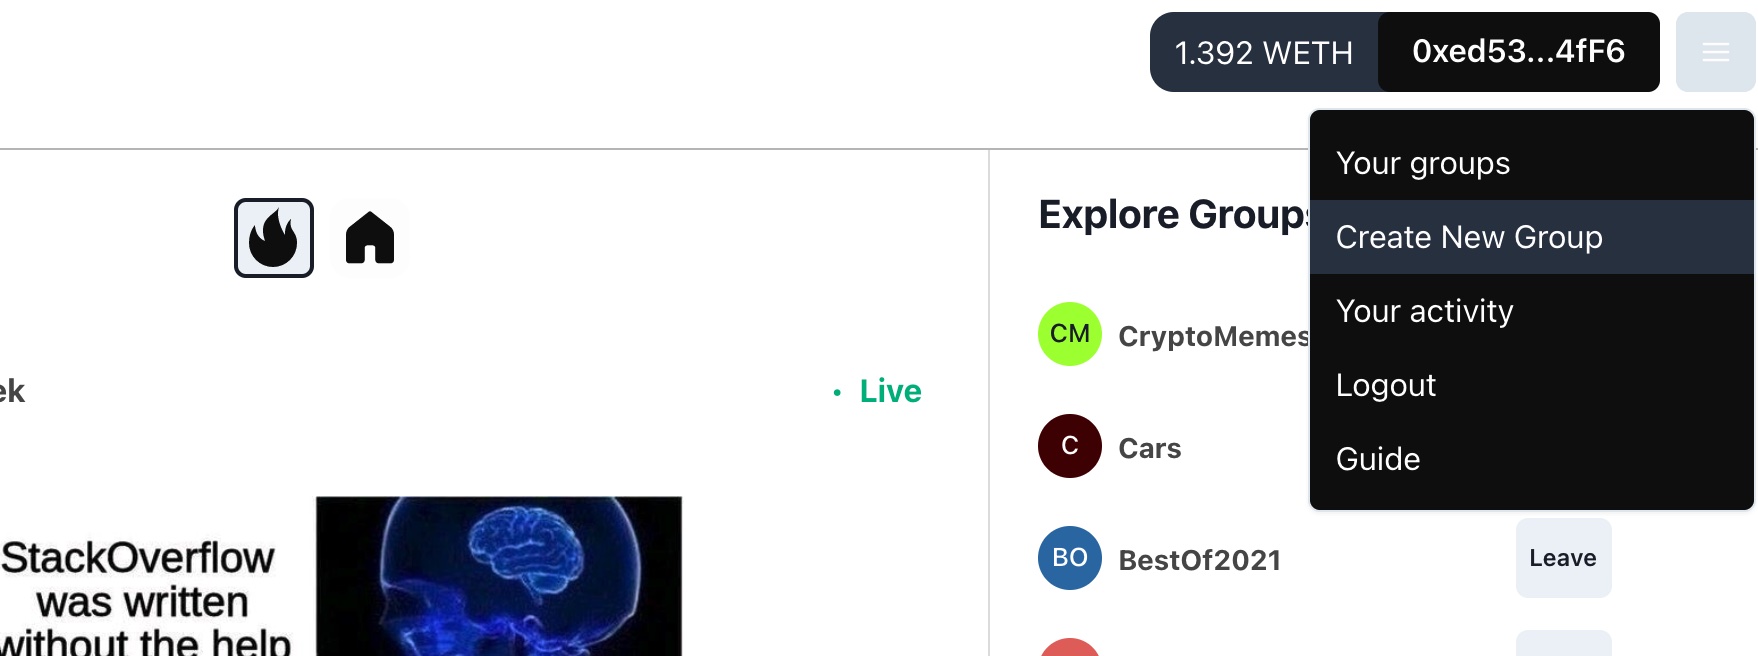 1.392 WETH
0xed53...4fF6
Your groups
Create New Group
Your activity
Logout
Guide
Explore Groups
CM
CryptoMemes
C
Cars
BO
BestOf2021
Leave
ek
• Live
StackOverflow
was written
without the help